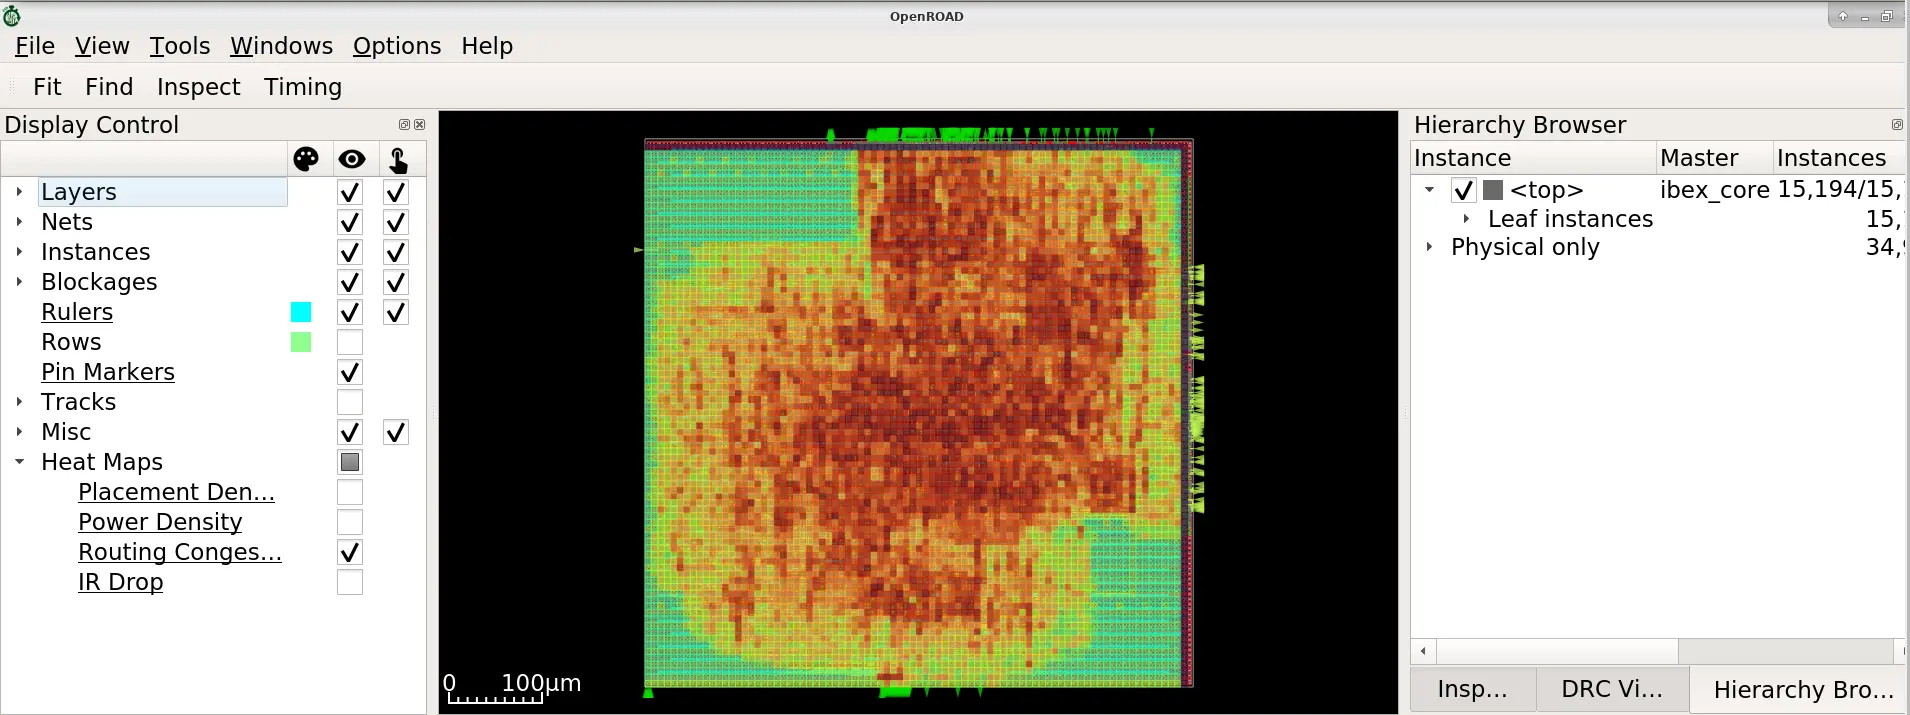 OpenROAD
File View Tools Windows Options Help
Fit Find Inspect Timing
Display Control
Layers
Nets
Instances
Blockages
Rulers
Rows
Pin Markers
Tracks
Misc
Heat Maps
Placement Den...
Power Density
Routing Conges...
IR Drop
0 100μm
Hierarchy Browser
Instance Master Instances
<top> ibex_core 15,194/15,
Leaf instances 15,
Physical only 34,
Insp... DRC Vi... Hierarchy Bro...